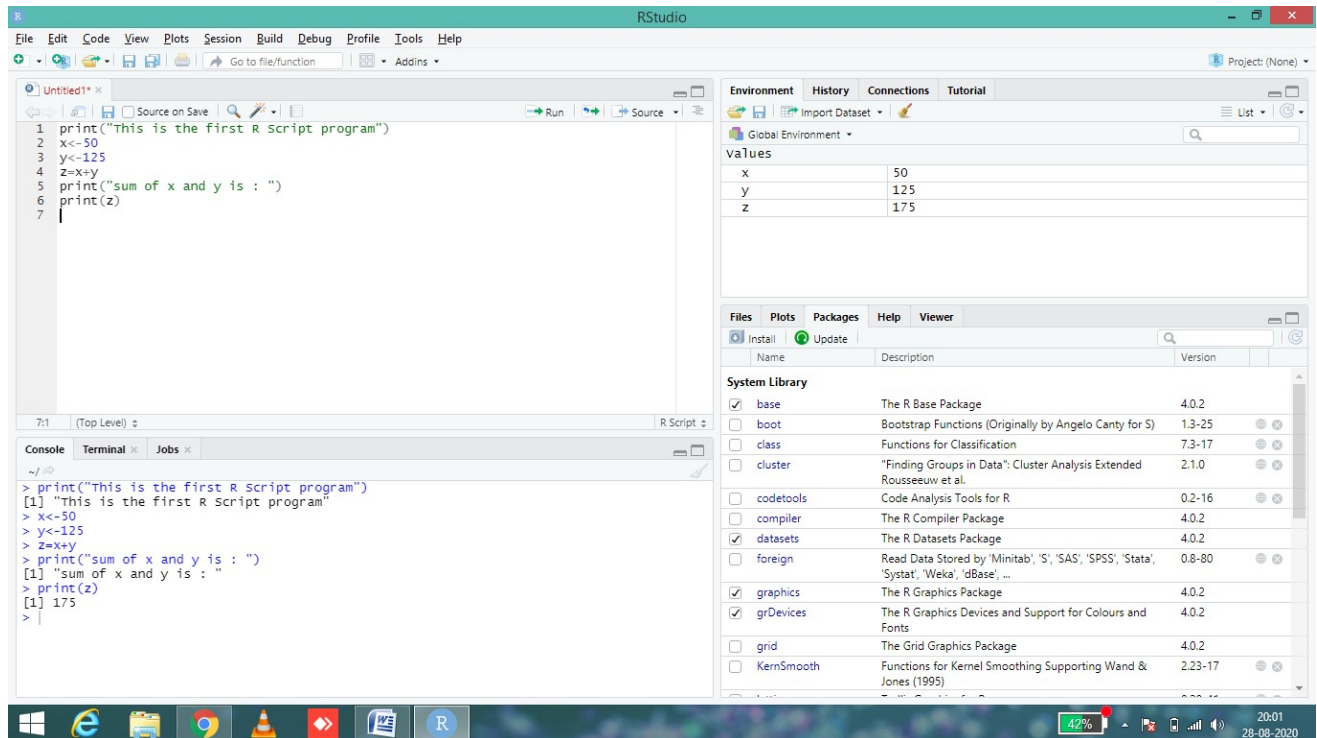 RStudio
File Edit Code View Plots Session Build Debug Profile Tools Help
Go to file/function Addins Project: (None)
Untitled1*
Source on Save Run Source
1 print("This is the first R Script program")
2 x<-50
3 y<-125
4 z=x+y
5 print("sum of x and y is : ")
6 print(z)
7
7:1 (Top Level) R Script
Console Terminal Jobs
~/
> print("This is the first R Script program")
[1] "This is the first R Script program"
> x<-50
> y<-125
> z=x+y
> print("sum of x and y is : ")
[1] "sum of x and y is : "
> print(z)
[1] 175
>
Environment History Connections Tutorial
Import Dataset List
Global Environment
Values
x 50
y 125
z 175
Files Plots Packages Help Viewer
Install Update
Name Description Version
System Library
base The R Base Package 4.0.2
boot Bootstrap Functions (Originally by Angelo Canty for S) 1.3-25
class Functions for Classification 7.3-17
cluster "Finding Groups in Data": Cluster Analysis Extended 2.1.0
Rousseeuw et al.
codetools Code Analysis Tools for R 0.2-16
compiler The R Compiler Package 4.0.2
datasets The R Datasets Package 4.0.2
foreign Read Data Stored by 'Minitab', 'S', 'SAS', 'SPSS', 'Stata', 0.8-80
'Systat', 'Weka', 'dBase', ...
graphics The R Graphics Package 4.0.2
grDevices The R Graphics Devices and Support for Colours and 4.0.2
Fonts
grid The Grid Graphics Package 4.0.2
KernSmooth Functions for Kernel Smoothing Supporting Wand & 2.23-17
Jones (1995)
42% 20:01
28-08-2020